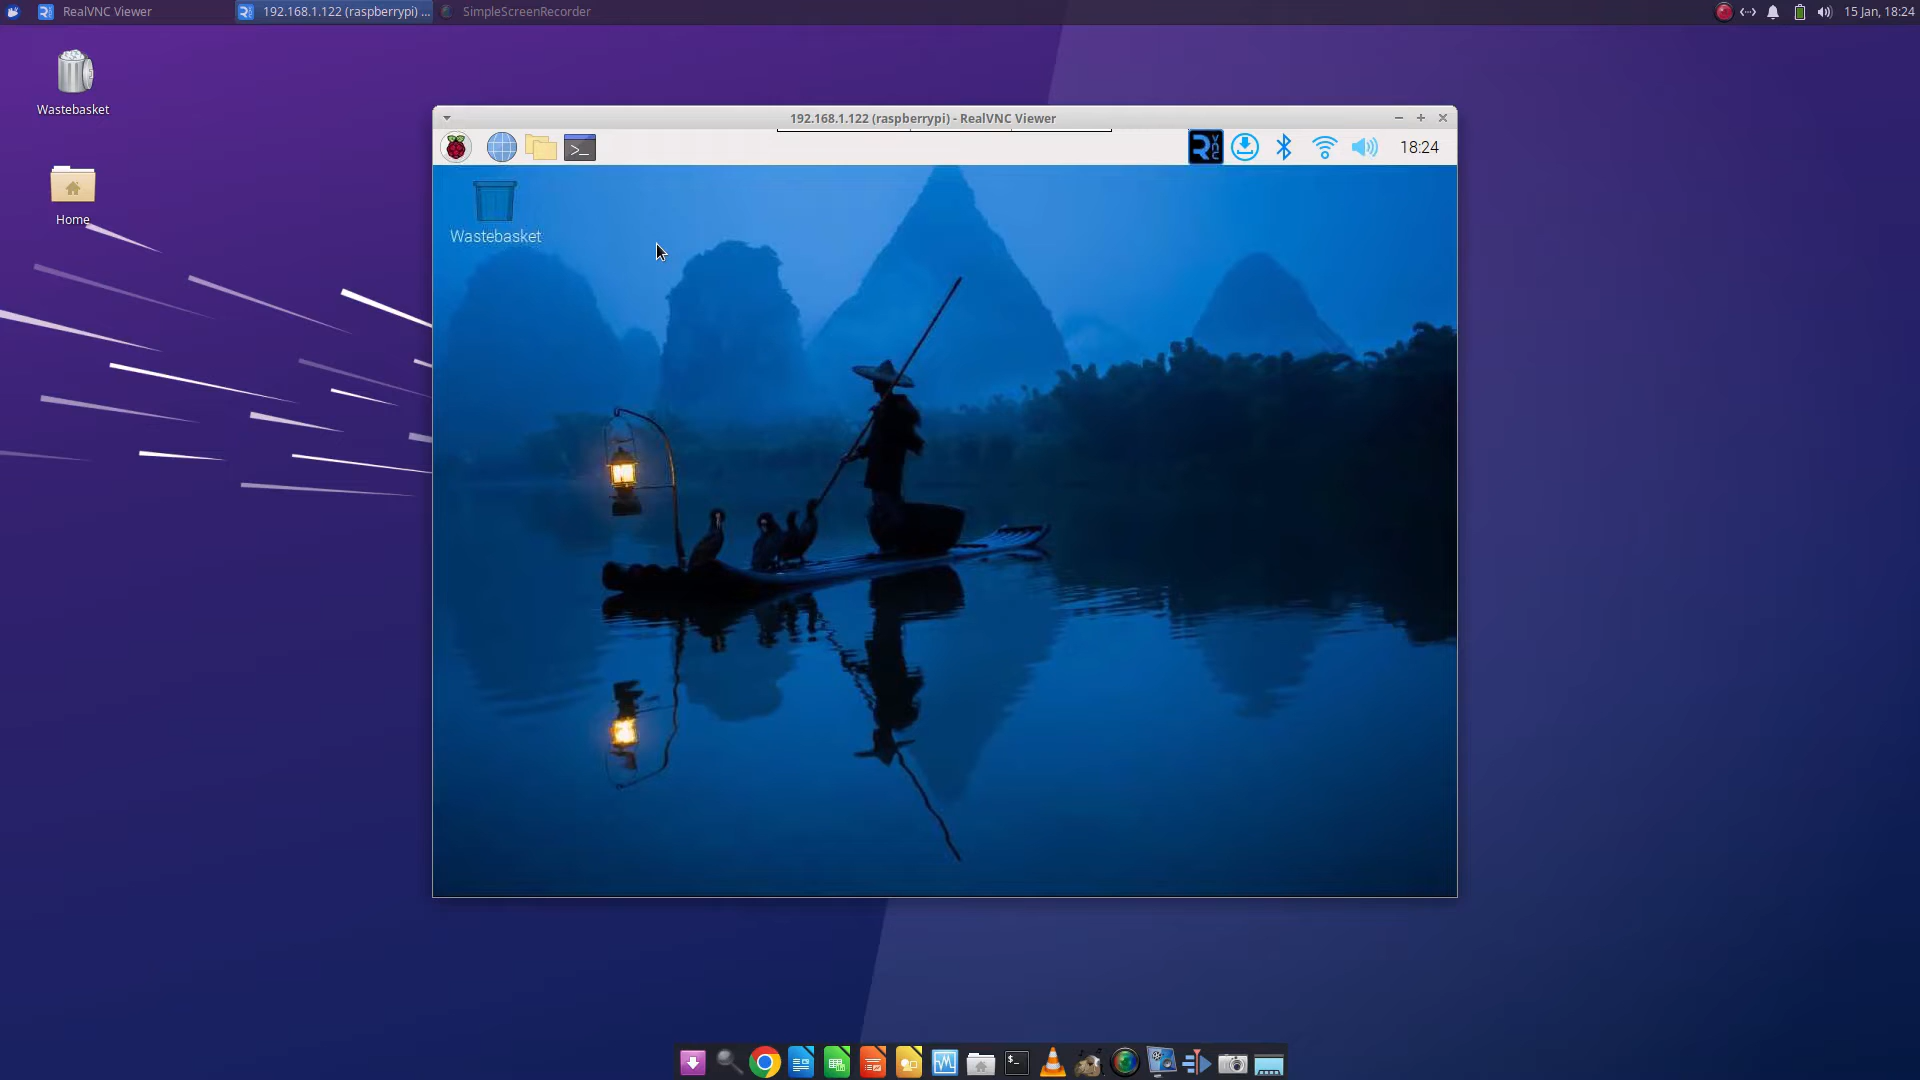 RealVNC Viewer
192.168.1.122 (raspberrypi) ...
SimpleScreenRecorder
15 Jan, 18:24
Wastebasket
Home
192.168.1.122 (raspberrypi) - RealVNC Viewer
18:24
Wastebasket